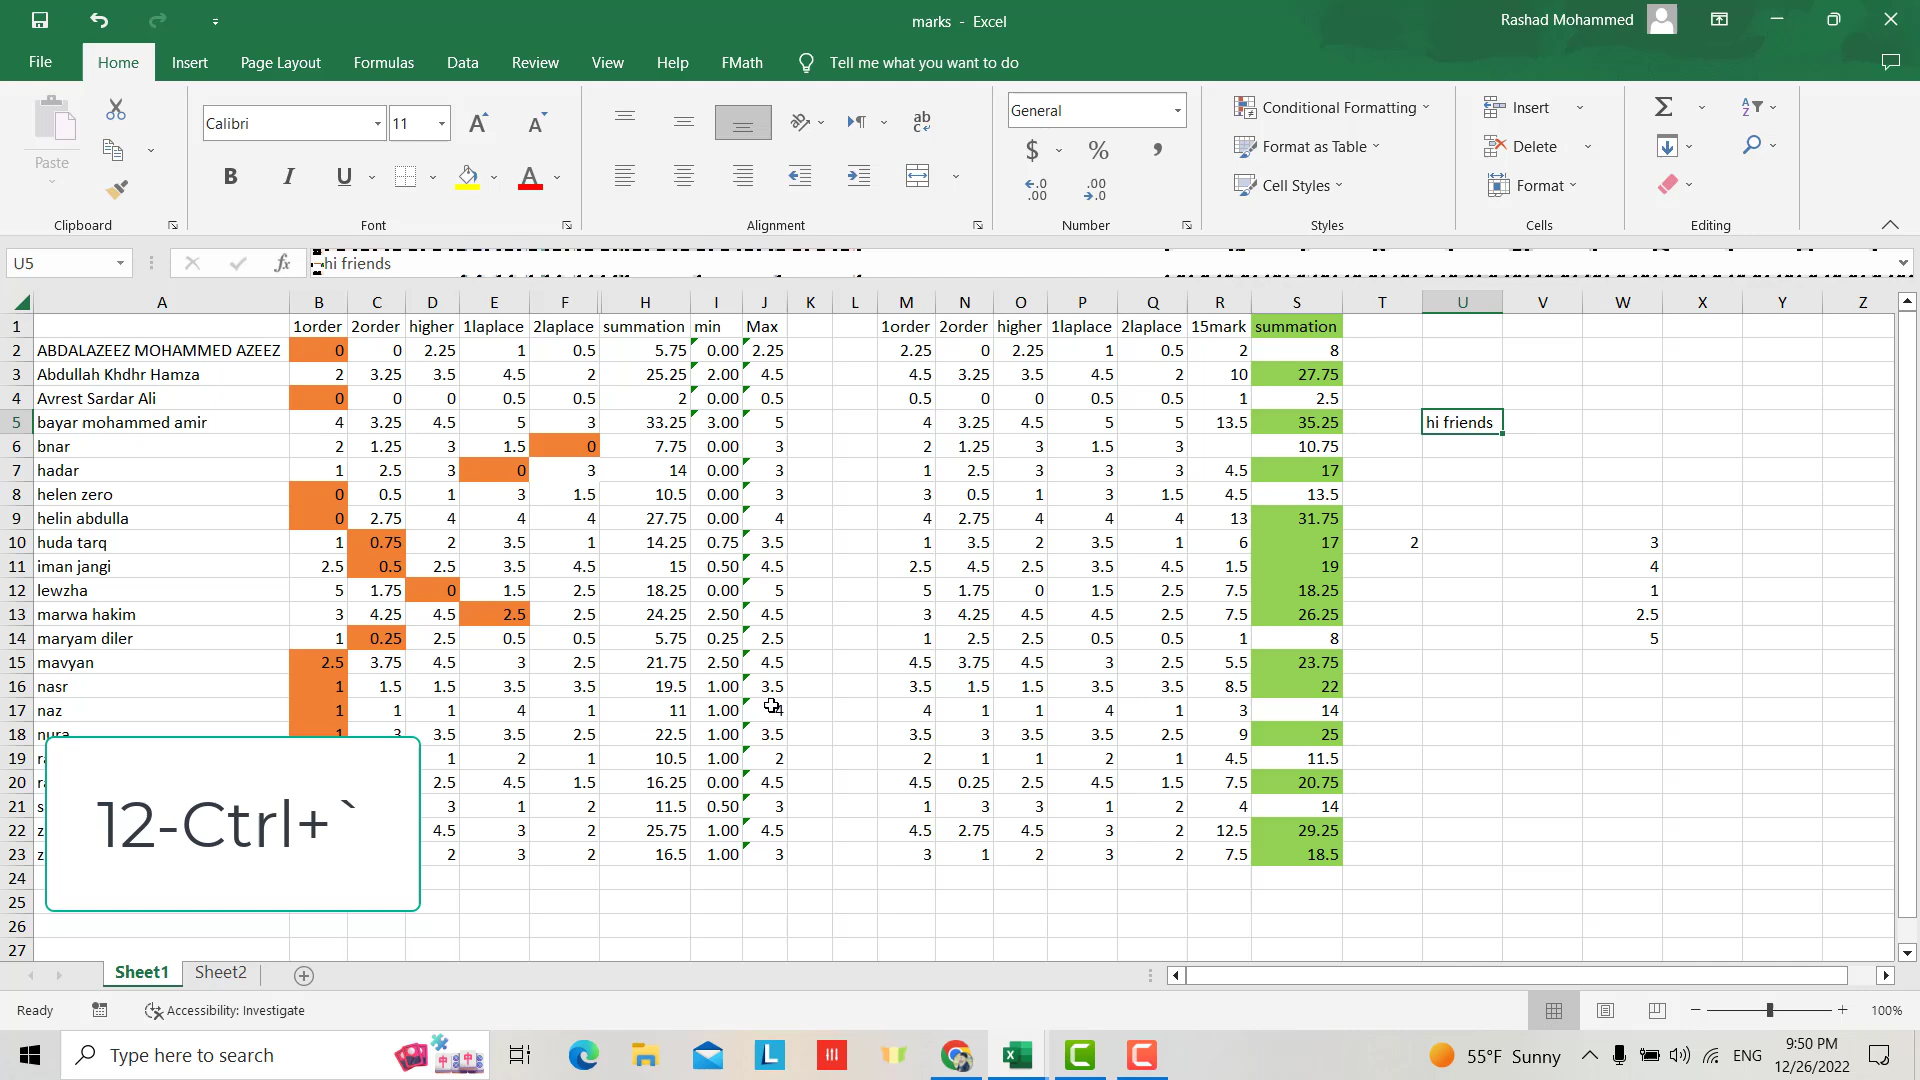 marks - Excel
Rashad Mohammed
File Home Insert Page Layout Formulas Data Review View Help FMath Tell me what you want to do
Paste
Calibri 11
B I U A
General
$ % ,
Conditional Formatting
Format as Table
Cell Styles
Insert
Delete
Format
Clipboard Font Alignment Number Styles Cells Editing
U5 fx hi friends
A B C D E F H I J K L M N O P Q R S T U V W X Y Z
1 1order 2order higher 1laplace 2laplace summation min Max 1order 2order higher 1laplace 2laplace 15mark summation
2 ABDALAZEEZ MOHAMMED AZEEZ 0 0 2.25 1 0.5 5.75 0.00 2.25 2.25 0 2.25 1 0.5 2 8
3 Abdullah Khdhr Hamza 2 3.25 3.5 4.5 2 25.25 2.00 4.5 4.5 3.25 3.5 4.5 2 10 27.75
4 Avrest Sardar Ali 0 0 0 0.5 0.5 2 0.00 0.5 0.5 0 0 0.5 0.5 1 2.5
5 bayar mohammed amir 4 3.25 4.5 5 3 33.25 3.00 5 4 3.25 4.5 5 5 13.5 35.25 hi friends
6 bnar 2 1.25 3 1.5 0 7.75 0.00 3 2 1.25 3 1.5 3 10.75
7 hadar 1 2.5 3 0 3 14 0.00 3 1 2.5 3 3 3 4.5 17
8 helen zero 0 0.5 1 3 1.5 10.5 0.00 3 3 0.5 1 3 1.5 4.5 13.5
9 helin abdulla 0 2.75 4 4 4 27.75 0.00 4 4 2.75 4 4 4 13 31.75
10 huda tarq 1 0.75 2 3.5 1 14.25 0.75 3.5 1 3.5 2 3.5 1 6 17 2 3
11 iman jangi 2.5 0.5 2.5 3.5 4.5 15 0.50 4.5 2.5 4.5 2.5 3.5 4.5 1.5 19 4
12 lewzha 5 1.75 0 1.5 2.5 18.25 0.00 5 5 1.75 0 1.5 2.5 7.5 18.25 1
13 marwa hakim 3 4.25 4.5 2.5 2.5 24.25 2.50 4.5 3 4.25 4.5 4.5 2.5 7.5 26.25 2.5
14 maryam diler 1 0.25 2.5 0.5 0.5 5.75 0.25 2.5 1 2.5 2.5 0.5 0.5 1 8 5
15 mavyan 2.5 3.75 4.5 3 2.5 21.75 2.50 4.5 4.5 3.75 4.5 3 2.5 5.5 23.75
16 nasr 1 1.5 1.5 3.5 3.5 19.5 1.00 3.5 3.5 1.5 1.5 3.5 3.5 8.5 22
17 naz 1 1 1 4 1 11 1.00 4 4 1 1 4 1 3 14
18 nura 1 3 3.5 3.5 2.5 22.5 1.00 3.5 3.5 3 3.5 3.5 2.5 9 25
19 1 2 1 10.5 1.00 2 2 1 1 2 1 4.5 11.5
20 2.5 4.5 1.5 16.25 0.00 4.5 4.5 0.25 2.5 4.5 1.5 7.5 20.75
21 3 1 2 11.5 0.50 3 1 3 3 1 2 4 14
22 4.5 3 2 25.75 1.00 4.5 4.5 2.75 4.5 3 2 12.5 29.25
23 2 3 2 16.5 1.00 3 3 1 2 3 2 7.5 18.5
24
25
26
27
12-Ctrl+`
Sheet1 Sheet2
Ready Accessibility: Investigate 100%
Type here to search
55°F Sunny
ENG
9:50 PM
12/26/2022